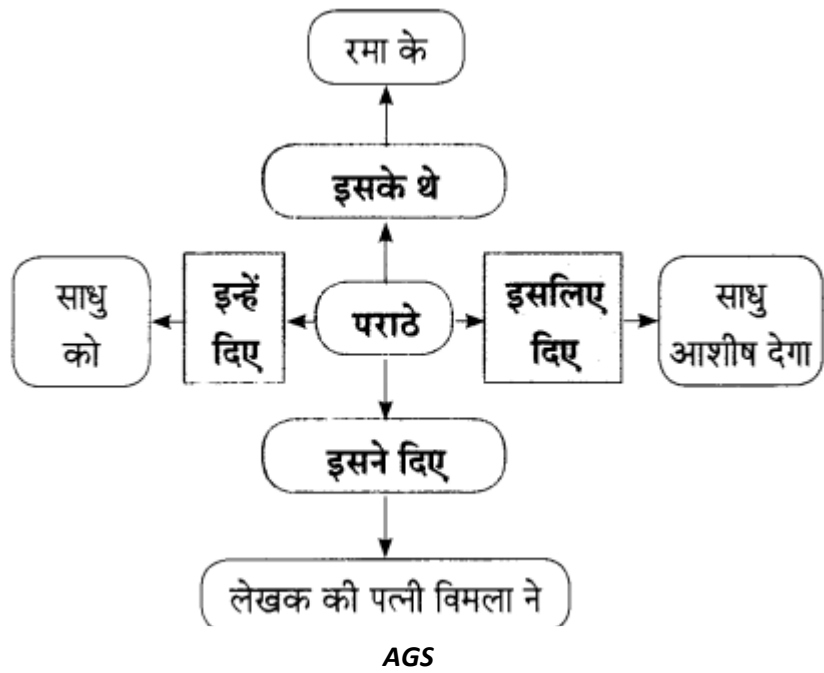 रमा के
इसके थे
साधु
को
इन्हें
दिए
पराठे
इसलिए
दिए
साधु
आशीष देगा
इसने दिए
लेखक की पत्नी विमला ने
AGS